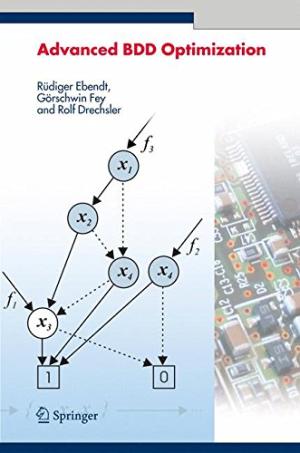 Advanced BDD Optimization
Rüdiger Ebendt,
Görschwin Fey
and Rolf Drechsler
f3
x1
x2
f2
x4
x4
f1
x3
1
0
Springer